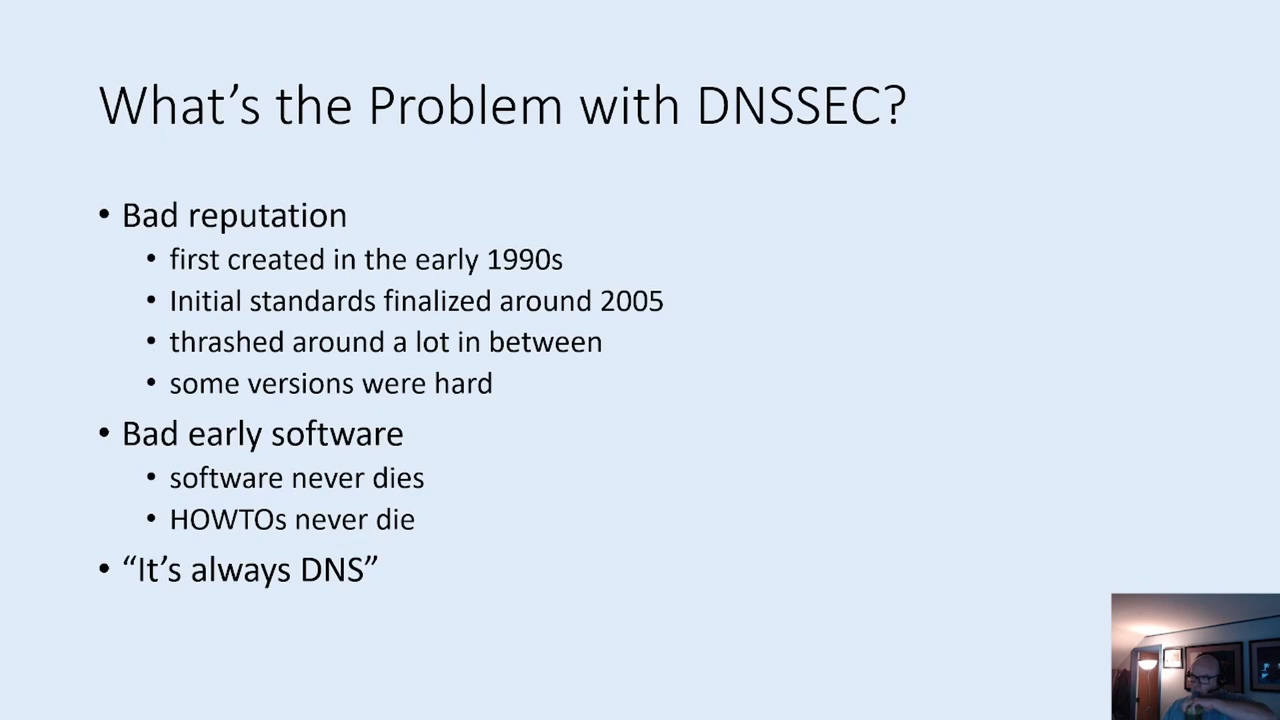 What’s the Problem with DNSSEC?
• Bad reputation
• first created in the early 1990s
• Initial standards finalized around 2005
• thrashed around a lot in between
• some versions were hard
• Bad early software
• software never dies
• HOWTOs never die
• “It’s always DNS”